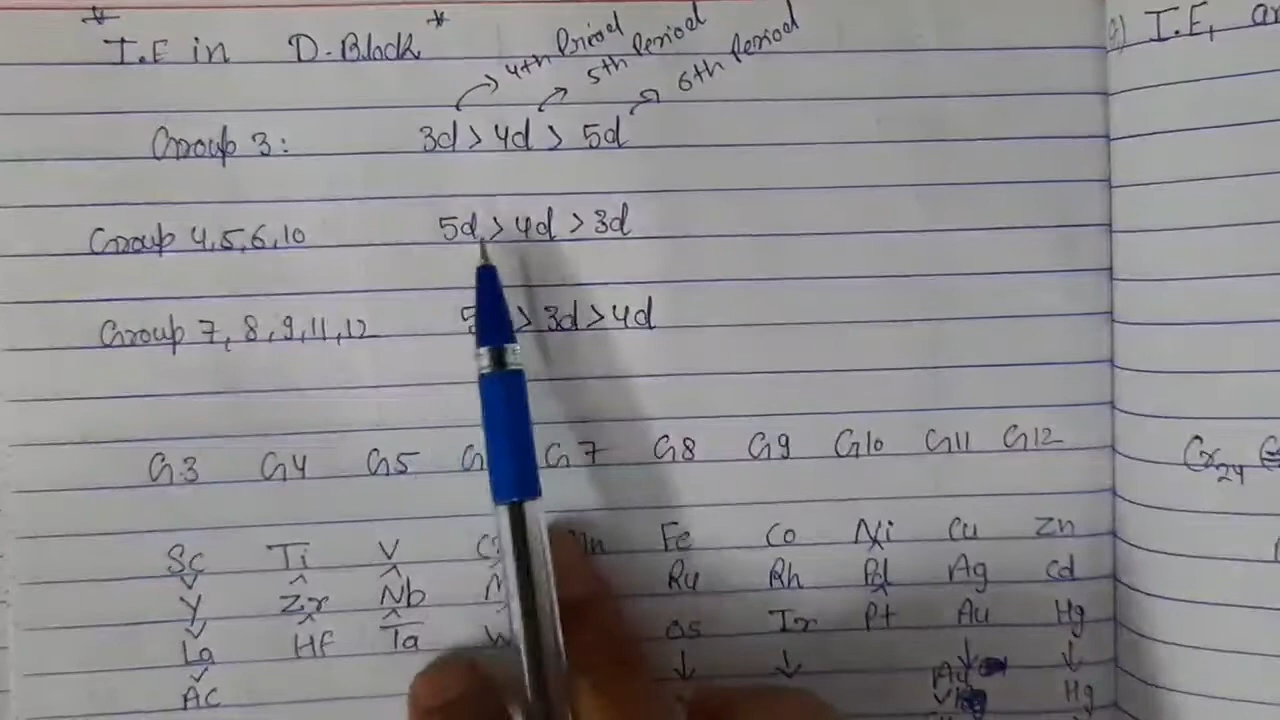 * I.E in D-Block *
4th Period 5th Period 6th Period
Group 3: 3d > 4d > 5d
Group 4,5,6,10 5d > 4d > 3d
Group 7, 8, 9, 11, 12 > 3d > 4d
G3 G4 G5 G7 G8 G9 G10 G11 G12
Sc Ti V Fe Co Ni Cu Zn
Y Zr Nb Ru Rh Pd Ag Cd
La Hf Ta W Os Ir Pt Au Hg
Ac Hg
I.E,
Cr24